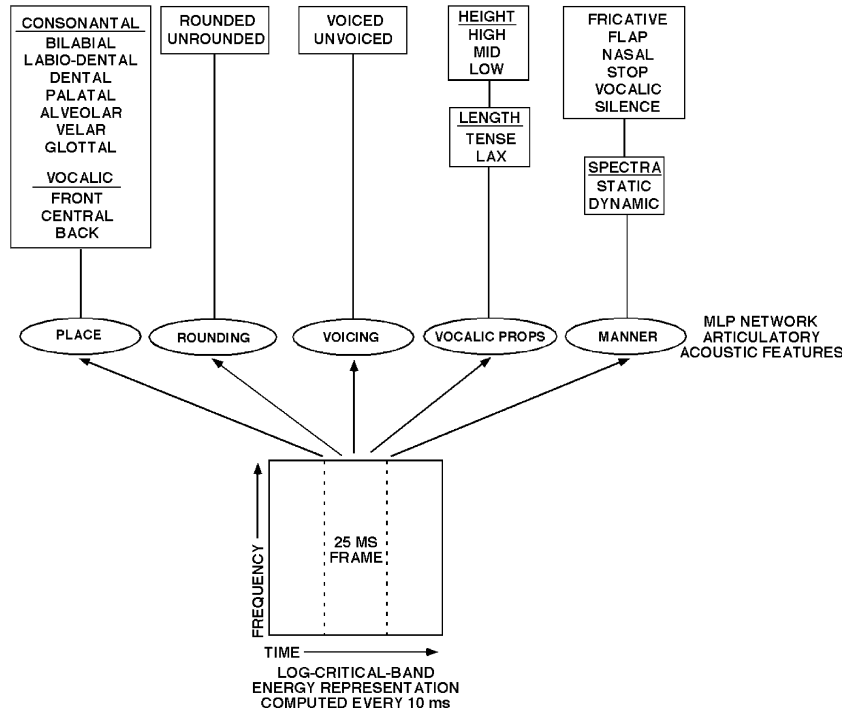 CONSONANTAL
BILABIAL
LABIO-DENTAL
DENTAL
PALATAL
ALVEOLAR
VELAR
GLOTTAL
VOCALIC
FRONT
CENTRAL
BACK
ROUNDED
UNROUNDED
VOICED
UNVOICED
HEIGHT
HIGH
MID
LOW
LENGTH
TENSE
LAX
FRICATIVE
FLAP
NASAL
STOP
VOCALIC
SILENCE
SPECTRA
STATIC
DYNAMIC
PLACE
ROUNDING
VOICING
VOCALIC PROPS
MANNER
MLP NETWORK
ARTICULATORY
ACOUSTIC FEATURES
FREQUENCY
25 MS
FRAME
TIME
LOG-CRITICAL-BAND
ENERGY REPRESENTATION
COMPUTED EVERY 10 ms